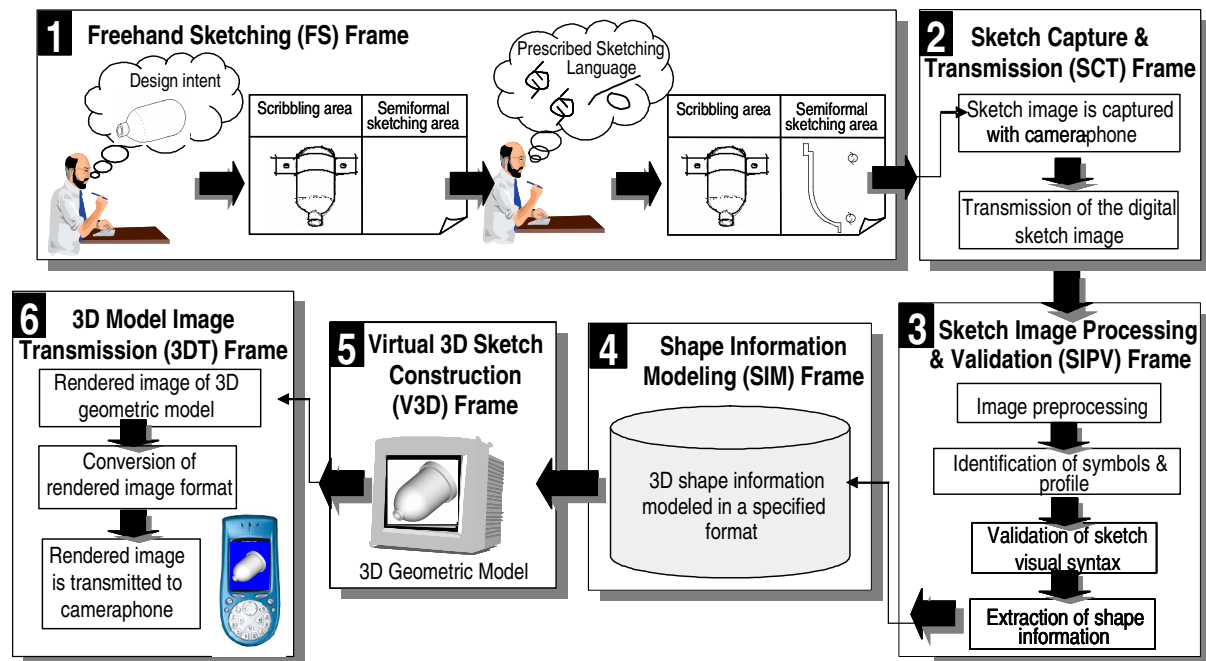 1 Freehand Sketching (FS) Frame
Design intent
Scribbling area
Semiformal
sketching area
Prescribed Sketching
Language
Scribbling area
Semiformal
sketching area
2 Sketch Capture &
Transmission (SCT) Frame
Sketch image is captured
with cameraphone
Transmission of the digital
sketch image
3 Sketch Image Processing
& Validation (SIPV) Frame
Image preprocessing
Identification of symbols &
profile
Validation of sketch
visual syntax
Extraction of shape
information
4 Shape Information
Modeling (SIM) Frame
3D shape information
modeled in a specified
format
5 Virtual 3D Sketch
Construction
(V3D) Frame
3D Geometric Model
6 3D Model Image
Transmission (3DT) Frame
Rendered image of 3D
geometric model
Conversion of
rendered image format
Rendered image
is transmitted to
cameraphone